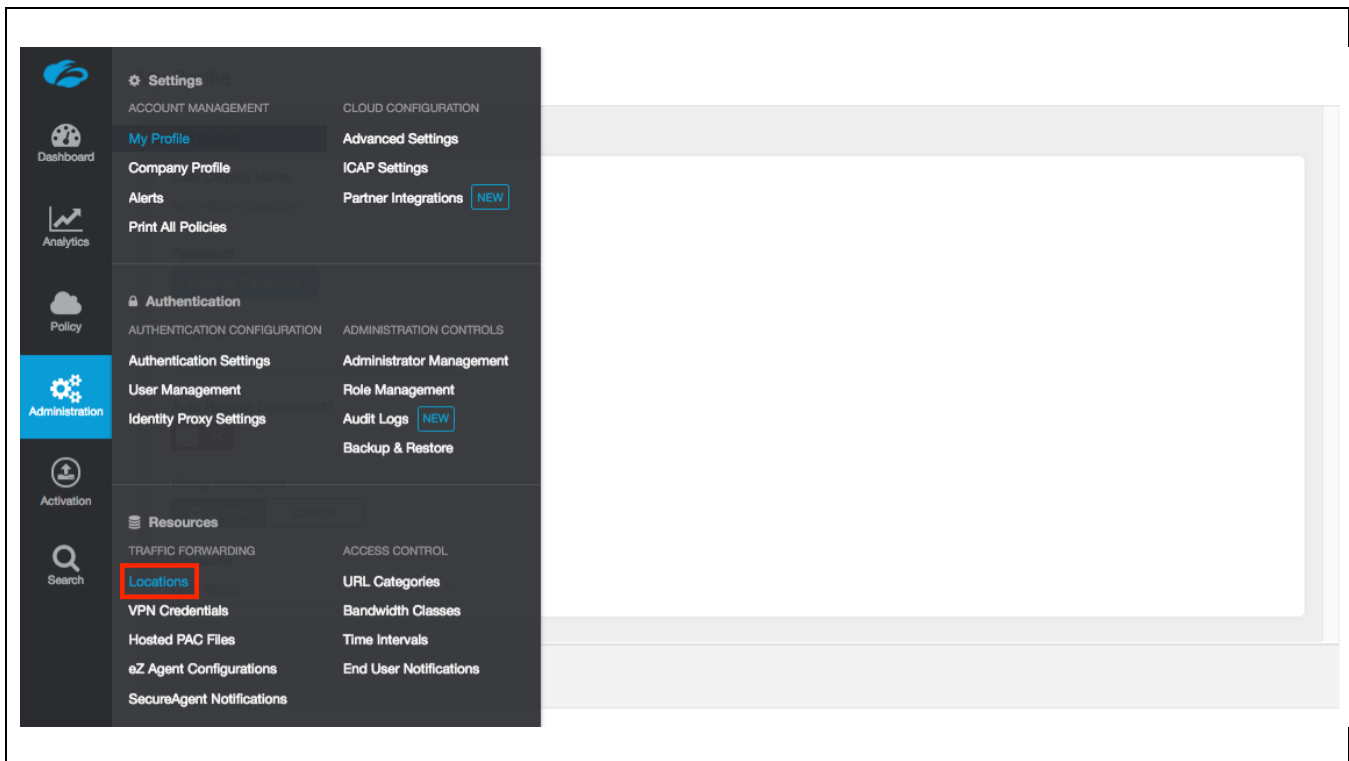 Dashboard
Analytics
Policy
Administration
Activation
Search
Settings
ACCOUNT MANAGEMENT
My Profile
Company Profile
Alerts
Print All Policies
CLOUD CONFIGURATION
Advanced Settings
ICAP Settings
Partner Integrations NEW
Authentication
AUTHENTICATION CONFIGURATION
Authentication Settings
User Management
Identity Proxy Settings
ADMINISTRATION CONTROLS
Administrator Management
Role Management
Audit Logs NEW
Backup & Restore
Resources
TRAFFIC FORWARDING
Locations
VPN Credentials
Hosted PAC Files
eZ Agent Configurations
SecureAgent Notifications
ACCESS CONTROL
URL Categories
Bandwidth Classes
Time Intervals
End User Notifications